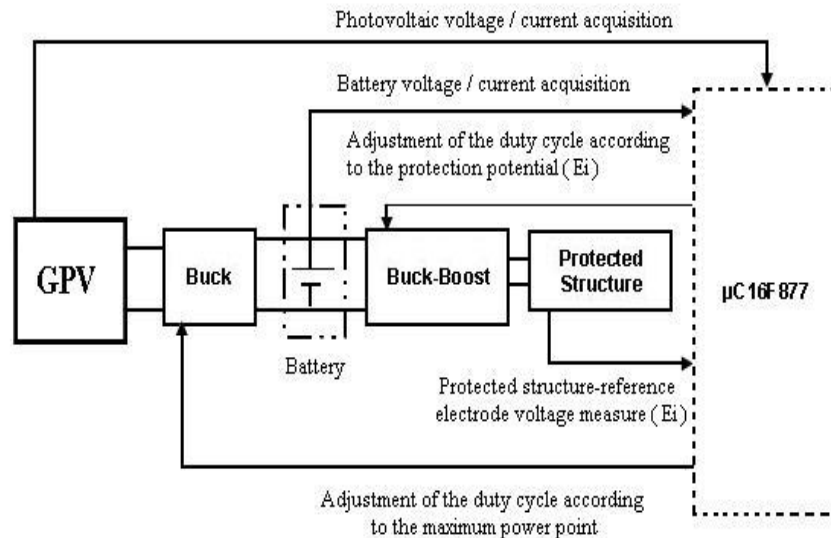 Photovoltaic voltage / current acquisition
Battery voltage / current acquisition
Adjustment of the duty cycle according
to the protection potential ( Ei )
GPV
Buck
Buck-Boost
Protected
Structure
µC 16F 877
Battery
Protected structure-reference
electrode voltage measure ( Ei )
Adjustment of the duty cycle according
to the maximum power point